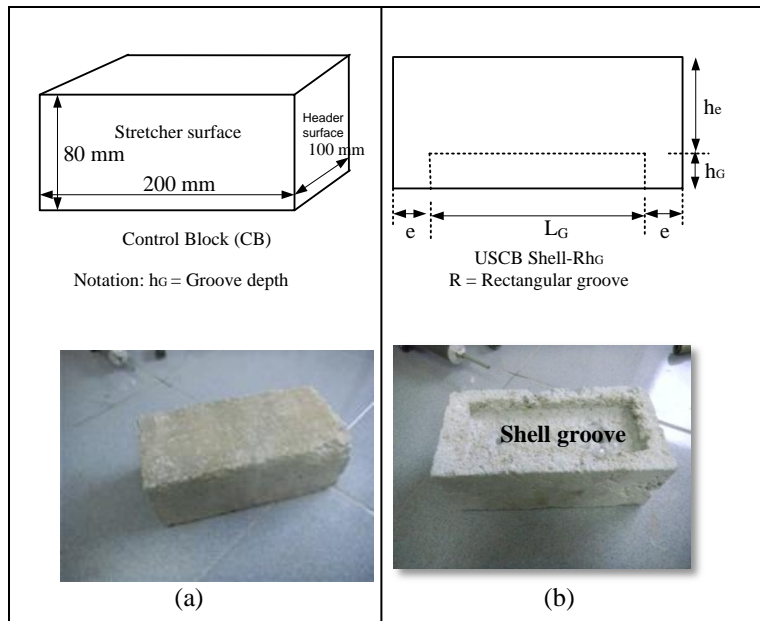 Stretcher surface
Header
surface
80 mm
100 mm
200 mm
Control Block (CB)
Notation: hG = Groove depth
he
hG
e
LG
e
USCB Shell-RhG
R = Rectangular groove
Shell groove
(a)
(b)